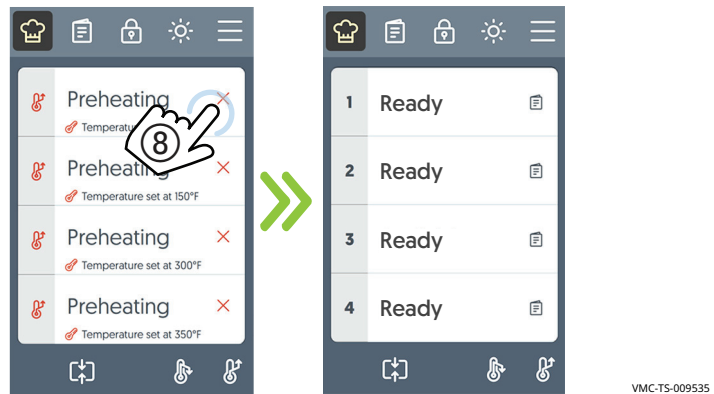 Preheating
Temperatu
Preheating
Temperature set at 150°F
Preheating
Temperature set at 300°F
Preheating
Temperature set at 350°F
8
1 Ready
2 Ready
3 Ready
4 Ready
VMC-TS-009535